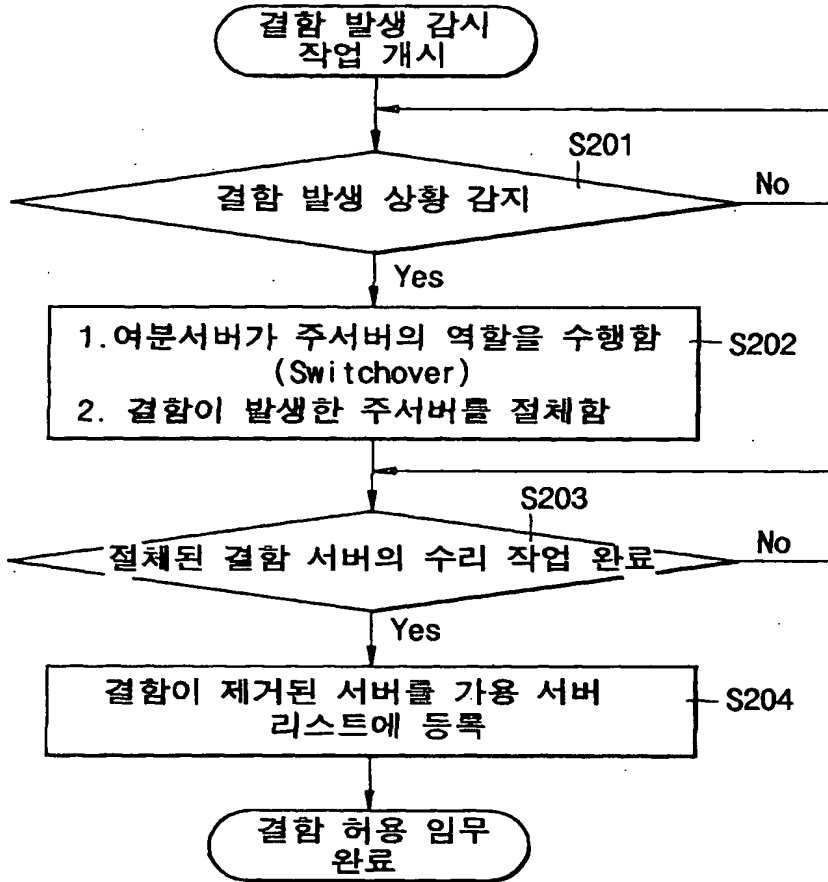 결함 발생 감시
작업 개시
S201
결함 발생 상황 감지
No
Yes
1.여분서버가 주서버의 역할을 수행함
(Switchover)
S202
2. 결함이 발생한 주서버를 절체함
S203
절체된 결함 서버의 수리 작업 완료
No
Yes
결함이 제거된 서버를 가용 서버
리스트에 등록
S204
결함 허용 임무
완료